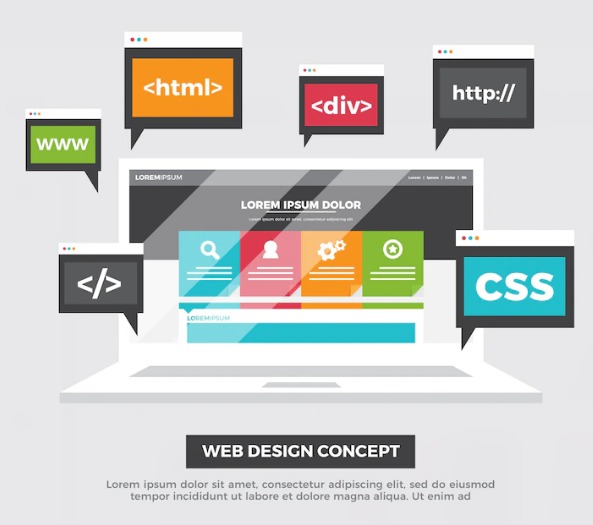 <html>
<div>
http://
www
LOREMIPSUM
Lorem | Ipsum | Dolor | Sit
LOREM IPSUM DOLOR
Lorem ipsum dolor sit amet, consectetur adipiscing elit
</>
CSS
LOREMIPSUM
WEB DESIGN CONCEPT
Lorem ipsum dolor sit amet, consectetur adipiscing elit, sed do eiusmod
tempor incididunt ut labore et dolore magna aliqua. Ut enim ad